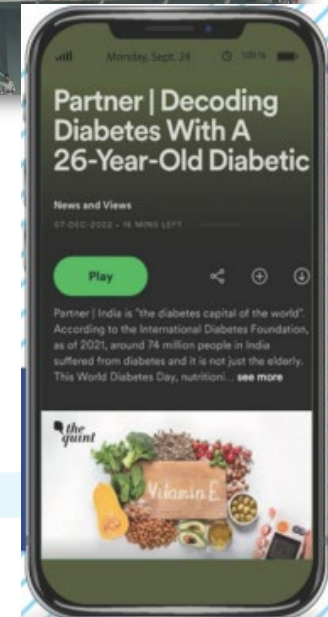 Monday, Sept. 24 100 %
Partner | Decoding
Diabetes With A
26-Year-Old Diabetic
News and Views
07-DEC-2022 • 16 MINS LEFT
Play
Partner | India is "the diabetes capital of the world".
According to the International Diabetes Foundation,
as of 2021, around 74 million people in India
suffered from diabetes and it is not just the elderly.
This World Diabetes Day, nutritioni... see more
the
quint
Vitamin E